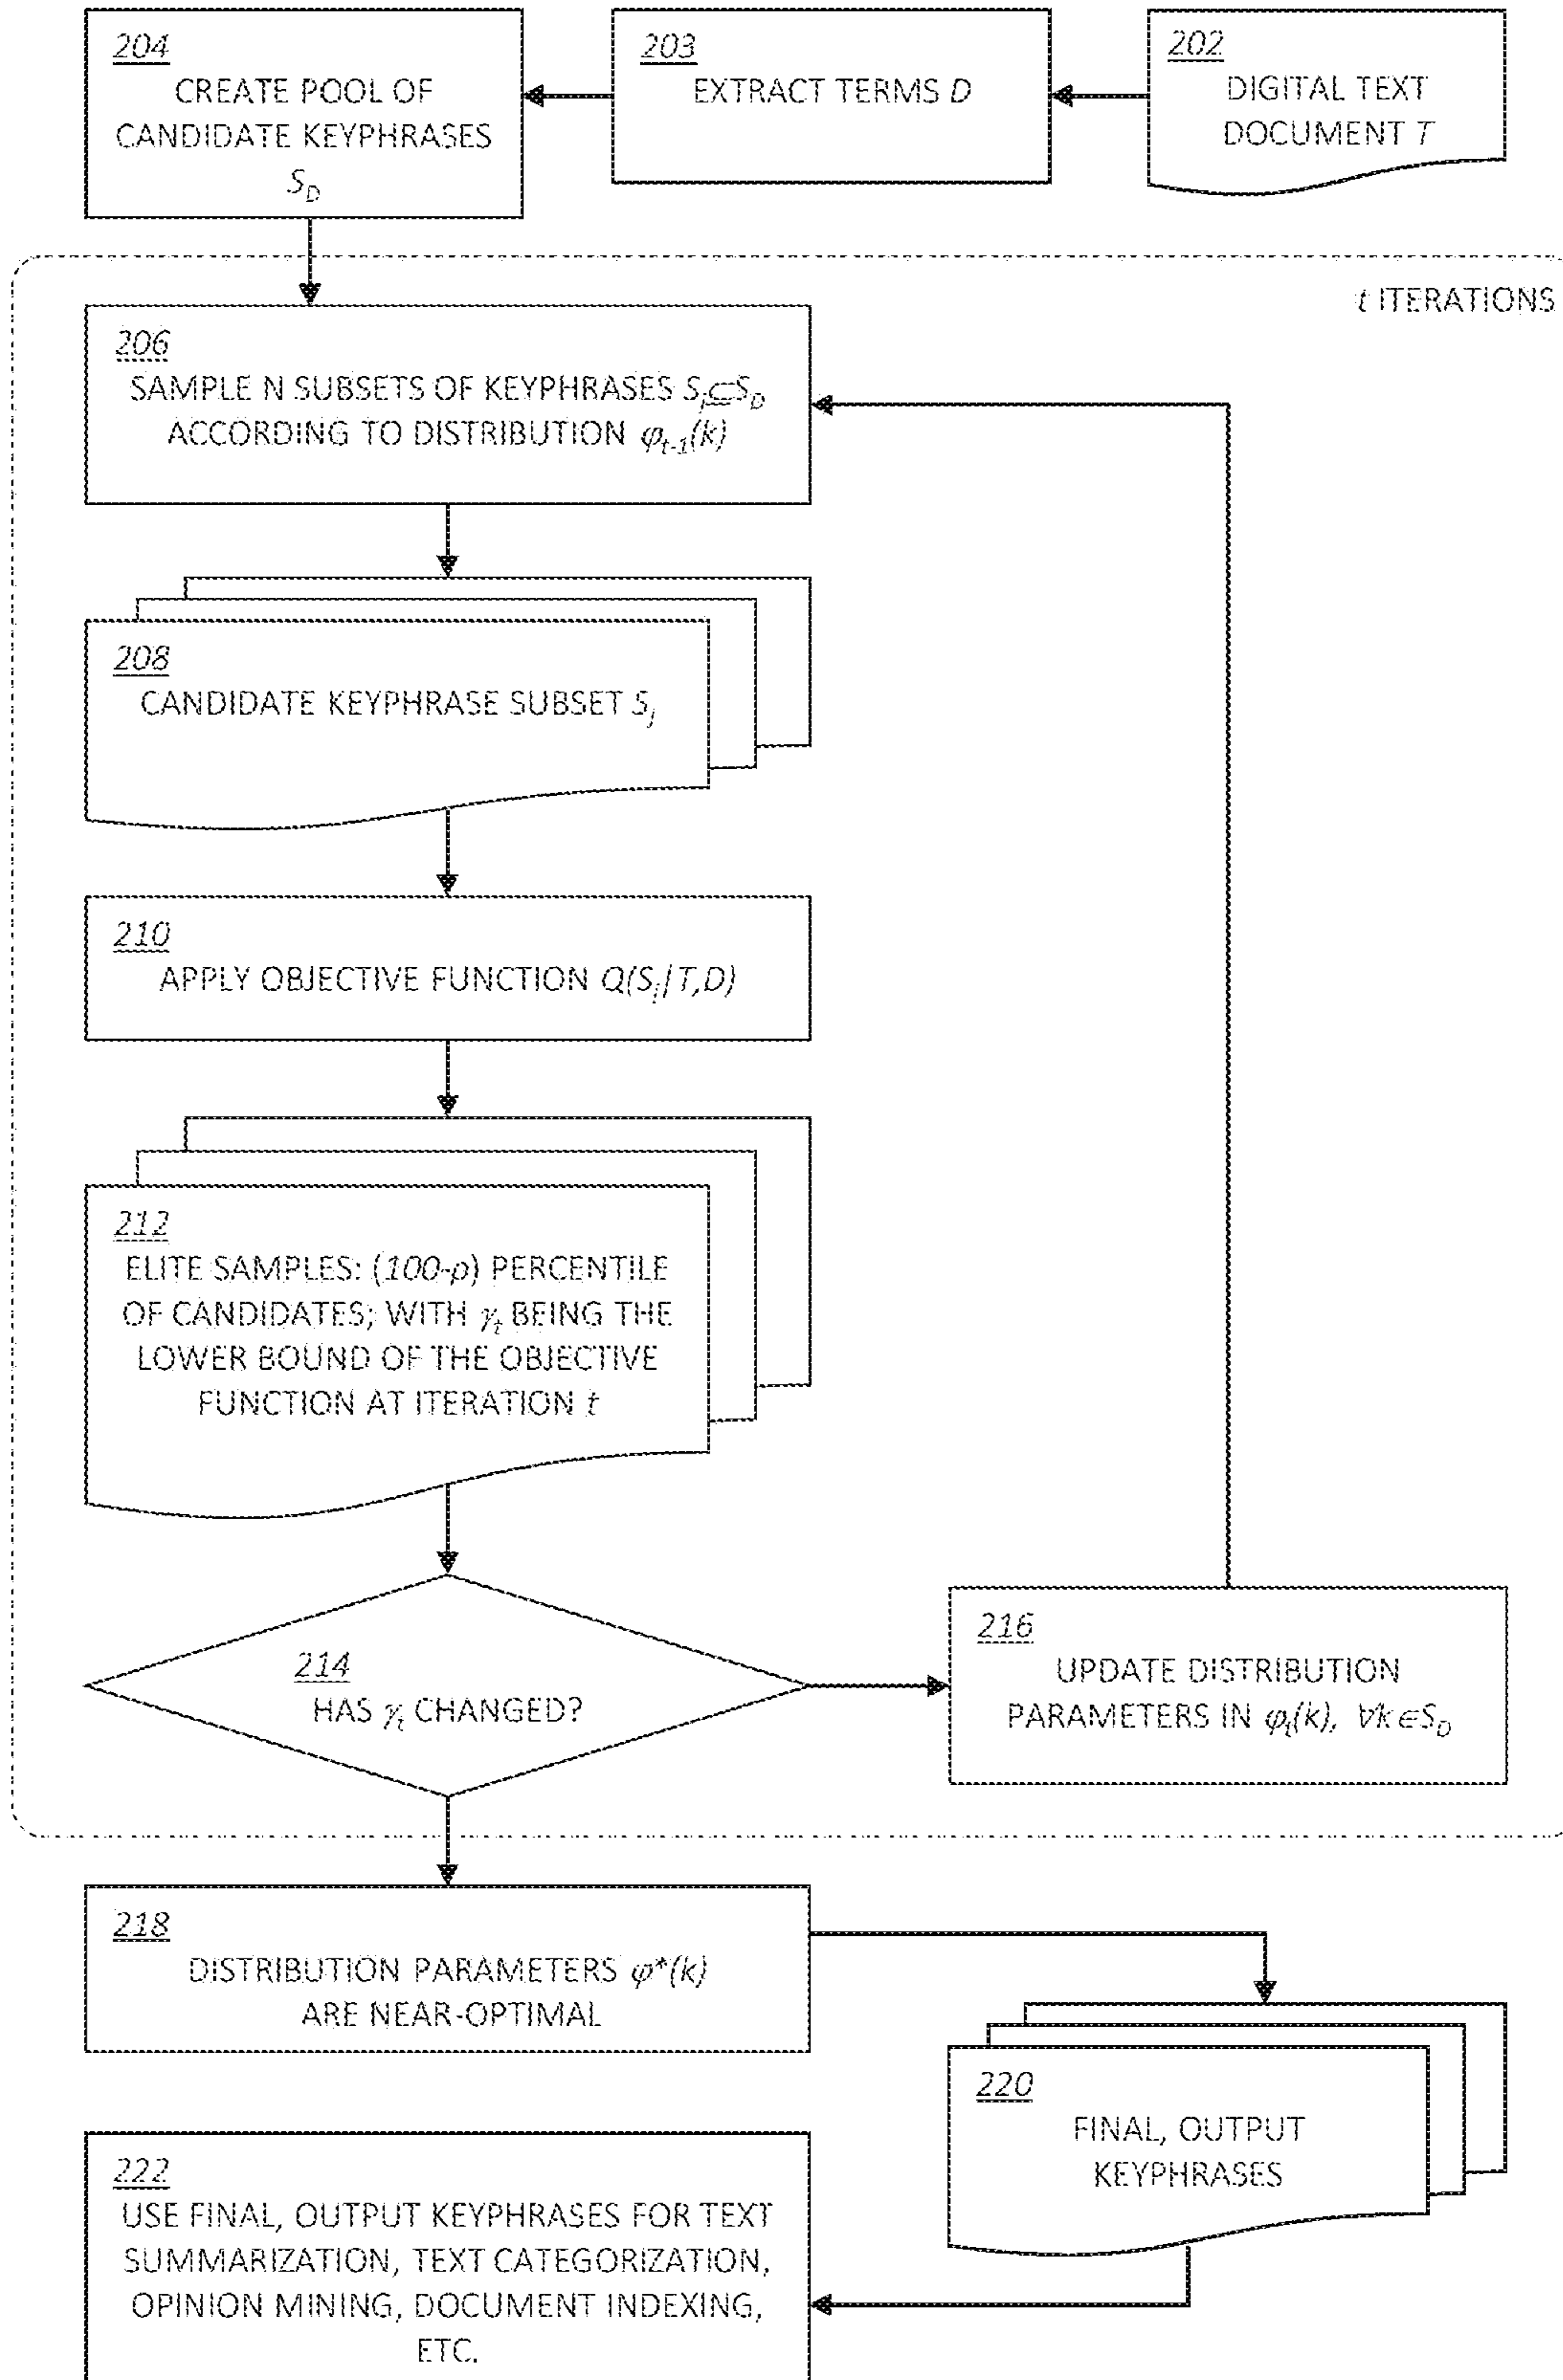 204
CREATE POOL OF
CANDIDATE KEYPHRASES
S_D
203
EXTRACT TERMS D
202
DIGITAL TEXT
DOCUMENT T
t ITERATIONS
206
SAMPLE N SUBSETS OF KEYPHRASES S_i⊆S_D
ACCORDING TO DISTRIBUTION φ_{t-1}(k)
208
CANDIDATE KEYPHRASE SUBSET S_i
210
APPLY OBJECTIVE FUNCTION Q(S_i|T,D)
212
ELITE SAMPLES: (100-ρ) PERCENTILE
OF CANDIDATES; WITH γ_t BEING THE
LOWER BOUND OF THE OBJECTIVE
FUNCTION AT ITERATION t
214
HAS γ_t CHANGED?
216
UPDATE DISTRIBUTION
PARAMETERS IN φ_t(k), ∀k∈S_D
218
DISTRIBUTION PARAMETERS φ*(k)
ARE NEAR-OPTIMAL
220
FINAL, OUTPUT
KEYPHRASES
222
USE FINAL, OUTPUT KEYPHRASES FOR TEXT
SUMMARIZATION, TEXT CATEGORIZATION,
OPINION MINING, DOCUMENT INDEXING,
ETC.